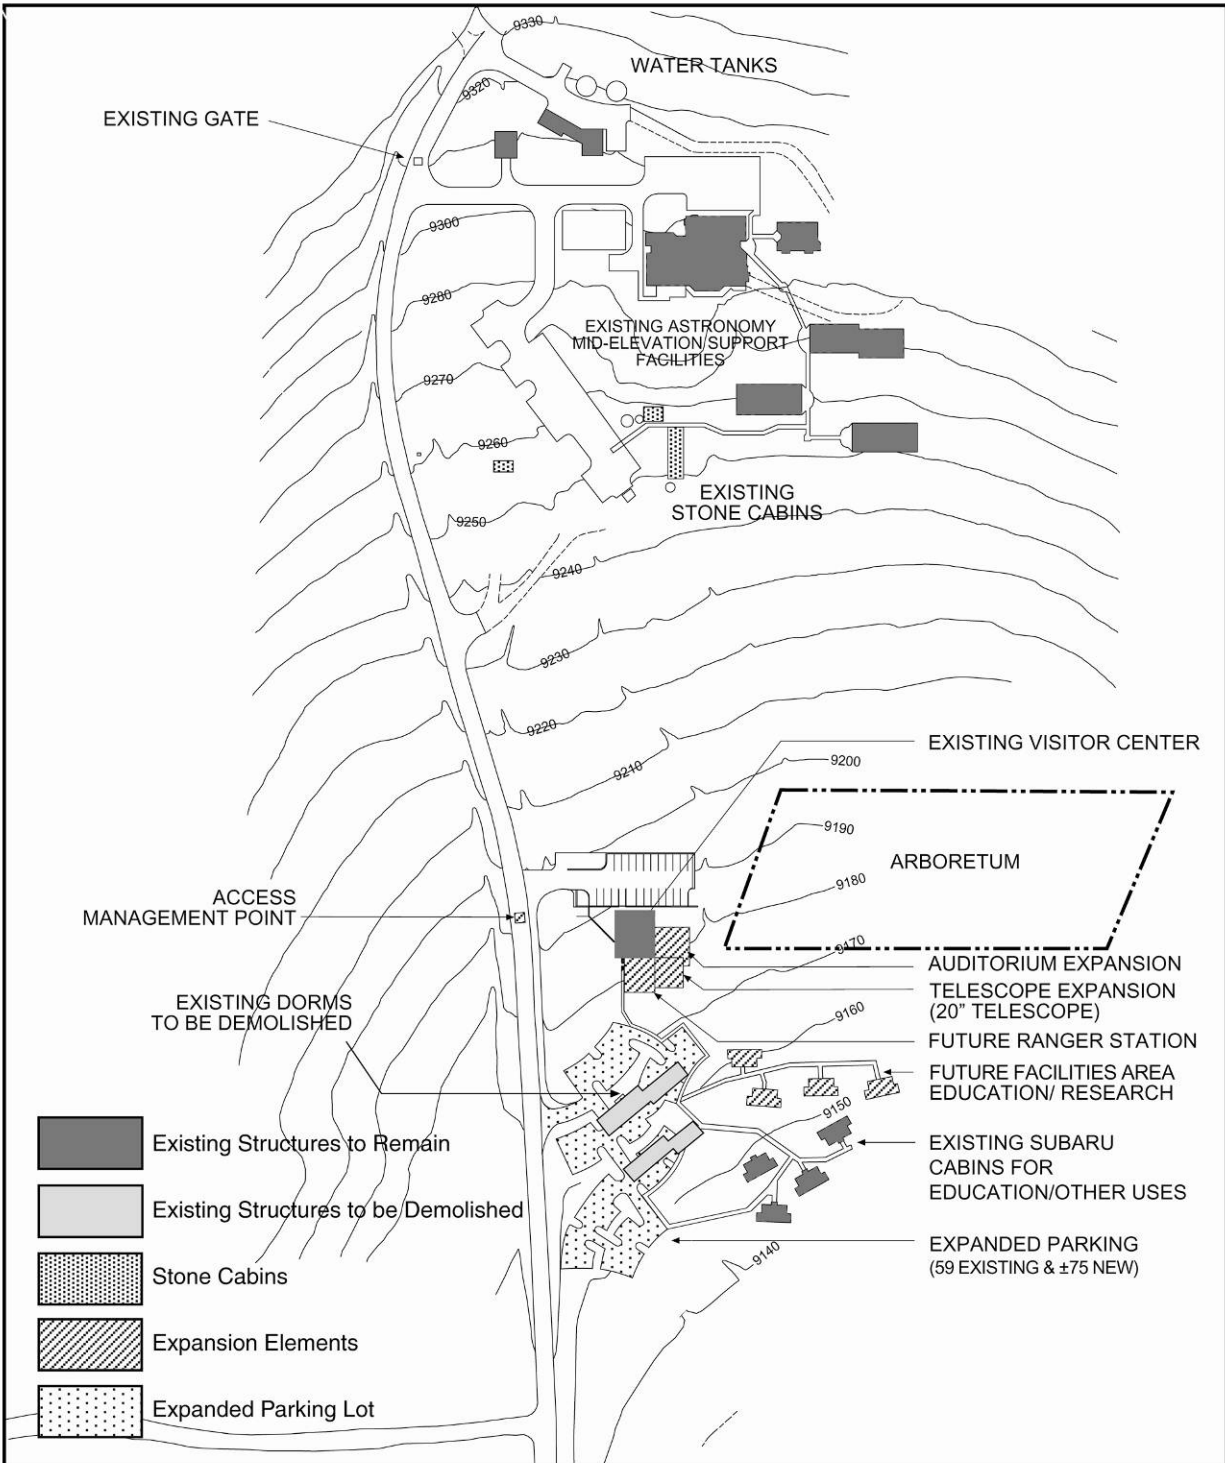 9330
WATER TANKS
9320
EXISTING GATE
9300
9280
EXISTING ASTRONOMY
MID-ELEVATION SUPPORT
FACILITIES
9270
9260
EXISTING
STONE CABINS
9250
9240
9230
9220
9210
EXISTING VISITOR CENTER
9200
9190
ARBORETUM
9180
ACCESS
MANAGEMENT POINT
9170
AUDITORIUM EXPANSION
TELESCOPE EXPANSION
(20" TELESCOPE)
EXISTING DORMS
TO BE DEMOLISHED
9160
FUTURE RANGER STATION
FUTURE FACILITIES AREA
EDUCATION/ RESEARCH
9150
EXISTING SUBARU
CABINS FOR
EDUCATION/OTHER USES
EXPANDED PARKING
(59 EXISTING & ±75 NEW)
9140
Existing Structures to Remain
Existing Structures to be Demolished
Stone Cabins
Expansion Elements
Expanded Parking Lot